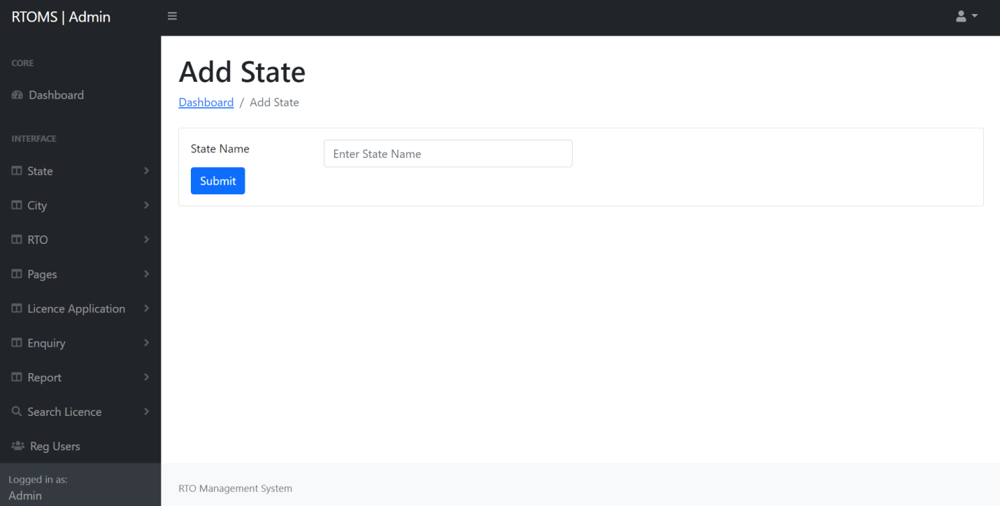 RTOMS | Admin
CORE
Dashboard
INTERFACE
State
City
RTO
Pages
Licence Application
Enquiry
Report
Search Licence
Reg Users
Logged in as:
Admin
Add State
Dashboard / Add State
State Name
Enter State Name
Submit
RTO Management System